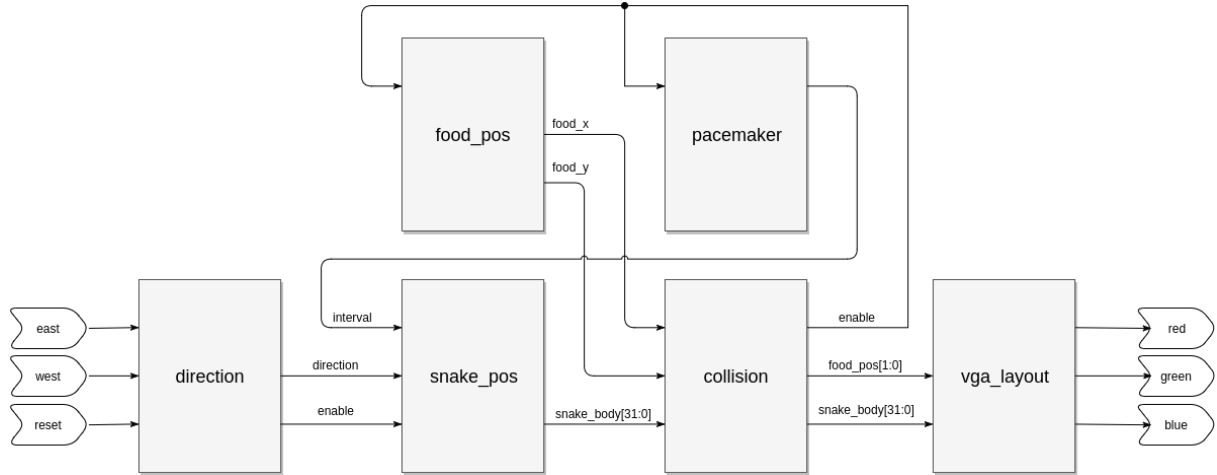 food_pos
pacemaker
food_x
food_y
east
west
reset
direction
interval
direction
enable
snake_pos
snake_body[31:0]
collision
enable
food_pos[1:0]
snake_body[31:0]
vga_layout
red
green
blue